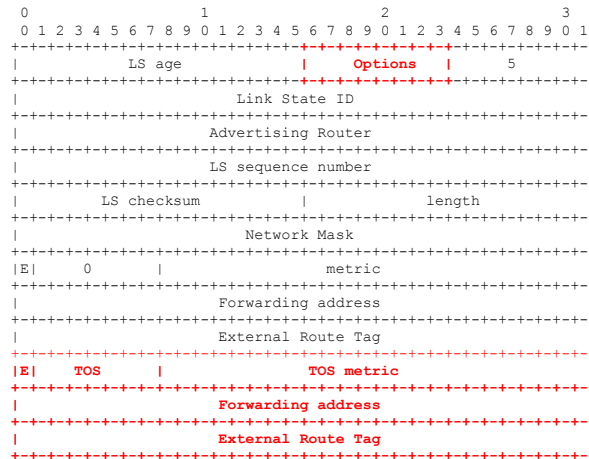 0                   1                   2                   3
0 1 2 3 4 5 6 7 8 9 0 1 2 3 4 5 6 7 8 9 0 1 2 3 4 5 6 7 8 9 0 1
+-+-+-+-+-+-+-+-+-+-+-+-+-+-+-+-+-+-+-+-+-+-+-+-+-+-+-+-+-+-+-+-
|            LS age             |     Options   |      5
+-+-+-+-+-+-+-+-+-+-+-+-+-+-+-+-+-+-+-+-+-+-+-+-+-+-+-+-+-+-+-+-
|                        Link State ID
+-+-+-+-+-+-+-+-+-+-+-+-+-+-+-+-+-+-+-+-+-+-+-+-+-+-+-+-+-+-+-+-
|                     Advertising Router
+-+-+-+-+-+-+-+-+-+-+-+-+-+-+-+-+-+-+-+-+-+-+-+-+-+-+-+-+-+-+-+-
|                     LS sequence number
+-+-+-+-+-+-+-+-+-+-+-+-+-+-+-+-+-+-+-+-+-+-+-+-+-+-+-+-+-+-+-+-
|         LS checksum           |             length
+-+-+-+-+-+-+-+-+-+-+-+-+-+-+-+-+-+-+-+-+-+-+-+-+-+-+-+-+-+-+-+-
|                         Network Mask
+-+-+-+-+-+-+-+-+-+-+-+-+-+-+-+-+-+-+-+-+-+-+-+-+-+-+-+-+-+-+-+-
|E|     0       |                  metric
+-+-+-+-+-+-+-+-+-+-+-+-+-+-+-+-+-+-+-+-+-+-+-+-+-+-+-+-+-+-+-+-
|                      Forwarding address
+-+-+-+-+-+-+-+-+-+-+-+-+-+-+-+-+-+-+-+-+-+-+-+-+-+-+-+-+-+-+-+-
|                      External Route Tag
+-+-+-+-+-+-+-+-+-+-+-+-+-+-+-+-+-+-+-+-+-+-+-+-+-+-+-+-+-+-+-+-
|E|    TOS      |                TOS metric
+-+-+-+-+-+-+-+-+-+-+-+-+-+-+-+-+-+-+-+-+-+-+-+-+-+-+-+-+-+-+-+-
|                      Forwarding address
+-+-+-+-+-+-+-+-+-+-+-+-+-+-+-+-+-+-+-+-+-+-+-+-+-+-+-+-+-+-+-+-
|                      External Route Tag
+-+-+-+-+-+-+-+-+-+-+-+-+-+-+-+-+-+-+-+-+-+-+-+-+-+-+-+-+-+-+-+-